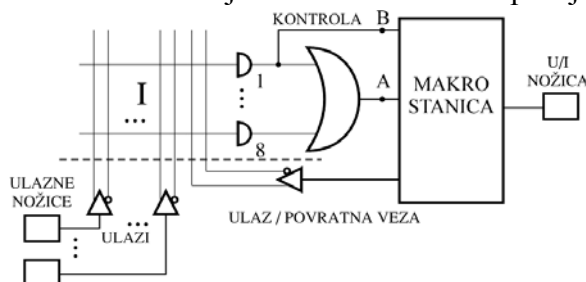 KONTROLA
B
U/I
NOŽICA
1
I
...
A
MAKRO
STANICA
8
ULAZNE
NOŽICE
...
ULAZI
ULAZ / POVRATNA VEZA